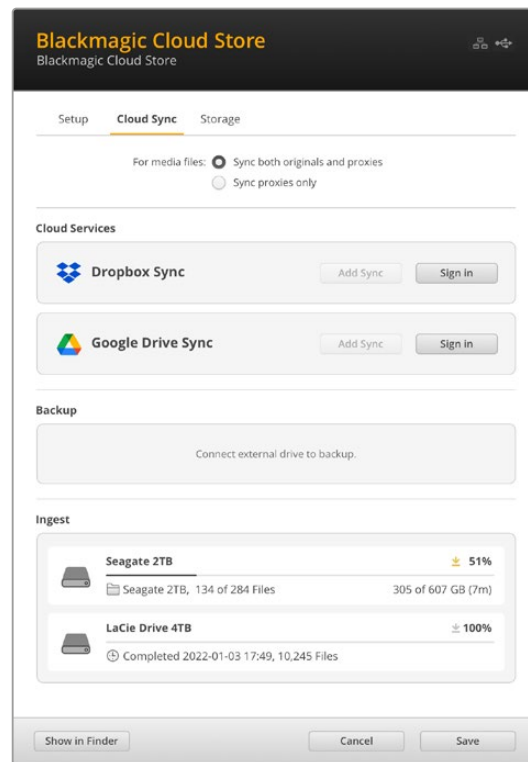 Blackmagic Cloud Store
Blackmagic Cloud Store
Setup Cloud Sync Storage
For media files: Sync both originals and proxies
Sync proxies only
Cloud Services
Dropbox Sync Add Sync Sign in
Google Drive Sync Add Sync Sign in
Backup
Connect external drive to backup.
Ingest
Seagate 2TB 51%
Seagate 2TB, 134 of 284 Files 305 of 607 GB (7m)
LaCie Drive 4TB 100%
Completed 2022-01-03 17:49, 10,245 Files
Show in Finder Cancel Save